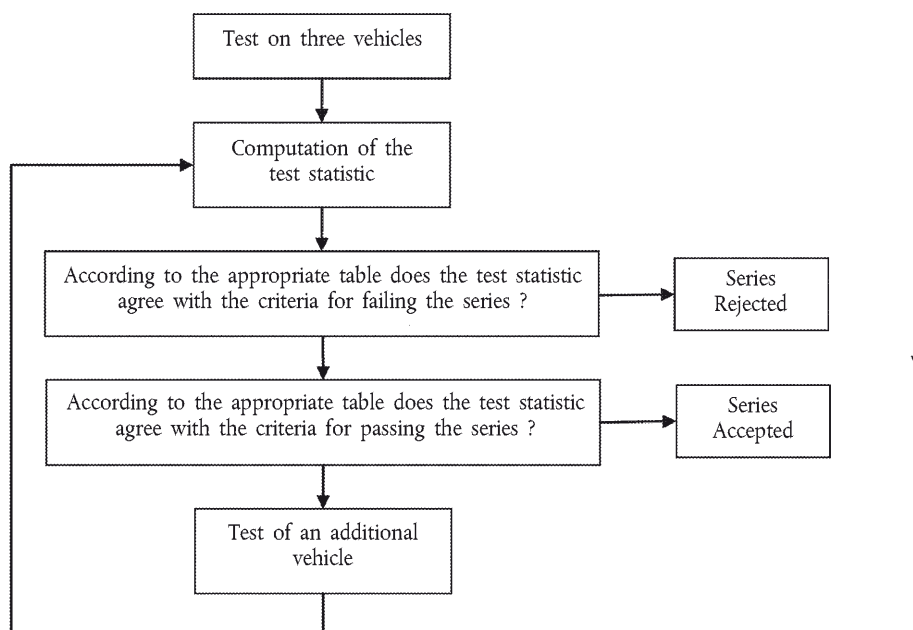 Test on three vehicles
Computation of the
test statistic
According to the appropriate table does the test statistic
agree with the criteria for failing the series ?
Series
Rejected
According to the appropriate table does the test statistic
agree with the criteria for passing the series ?
Series
Accepted
Test of an additional
vehicle